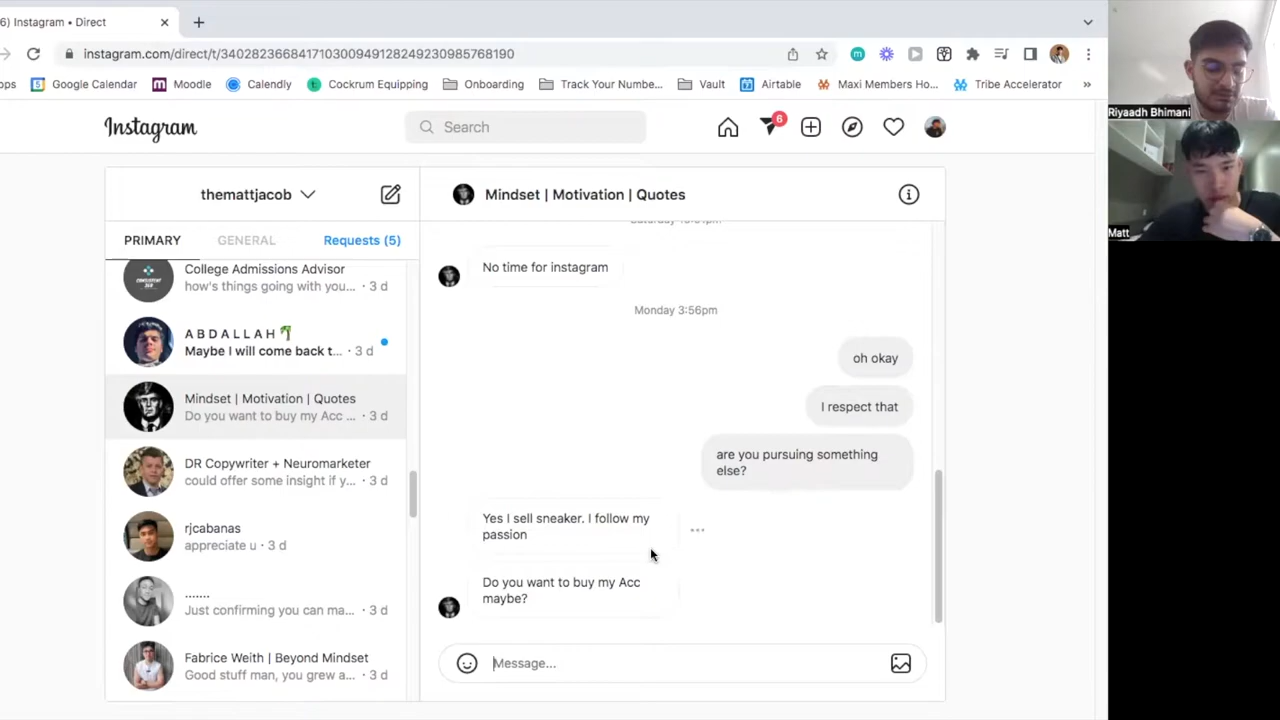 6) Instagram • Direct
instagram.com/direct/t/340282366841710300949128249230985768190
Google Calendar
Moodle
Calendly
Cockrum Equipping
Onboarding
Track Your Numbe...
Vault
Airtable
Maxi Members Ho...
Tribe Accelerator
»
Instagram
Search
6
themattjacob
PRIMARY
GENERAL
Requests (5)
College Admissions Advisor
how's things going with you... · 3 d
A B D A L L A H 🌴
Maybe I will come back t... · 3 d
Mindset | Motivation | Quotes
Do you want to buy my Acc ... · 3 d
DR Copywriter + Neuromarketer
could offer some insight if y... · 3 d
rjcabanas
appreciate u · 3 d
.......
Just confirming you can ma... · 3 d
Fabrice Weith | Beyond Mindset
Good stuff man, you grew a... · 3 d
Mindset | Motivation | Quotes
No time for instagram
Monday 3:56pm
oh okay
I respect that
are you pursuing something
else?
Yes I sell sneaker. I follow my
passion
Do you want to buy my Acc
maybe?
Message...
Riyaadh Bhimani
Matt